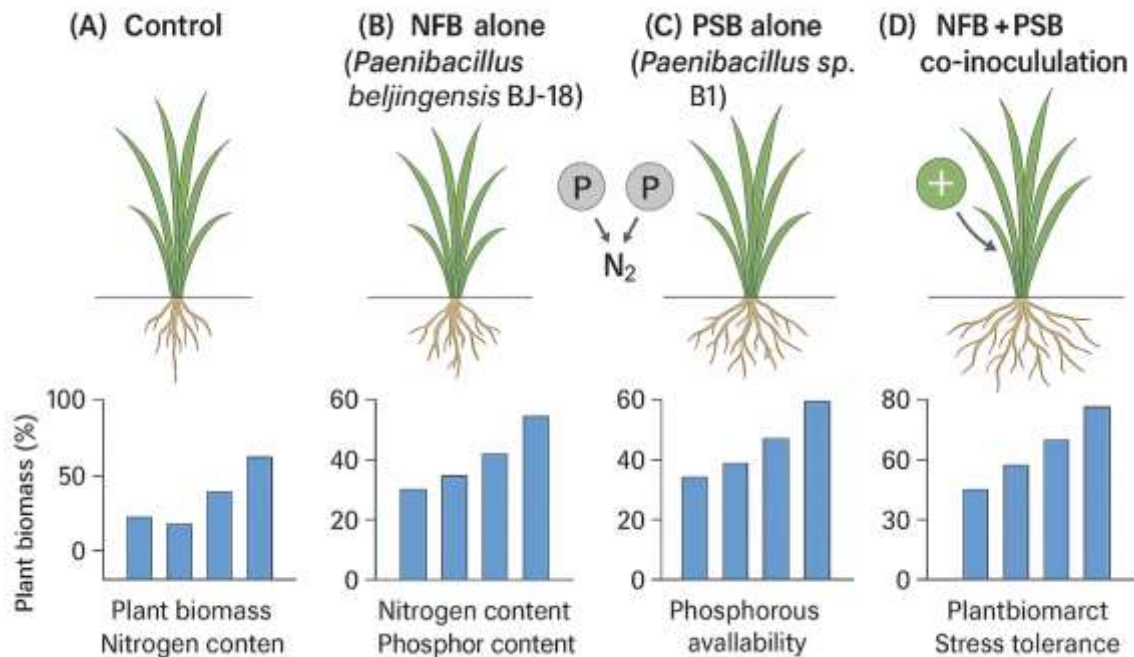 (A) Control
(B) NFB alone
(Paenibacillus
beljingensis BJ-18)
(C) PSB alone
(Paenibacillus sp.
B1)
(D) NFB + PSB
co-inocululation
P P
N2
+
Plant biomass (%)
100
50
0
Plant biomass
Nitrogen conten
60
40
20
0
Nitrogen content
Phosphor content
60
40
20
0
Phosphorous
avallability
80
60
30
0
Plantbiomarct
Stress tolerance